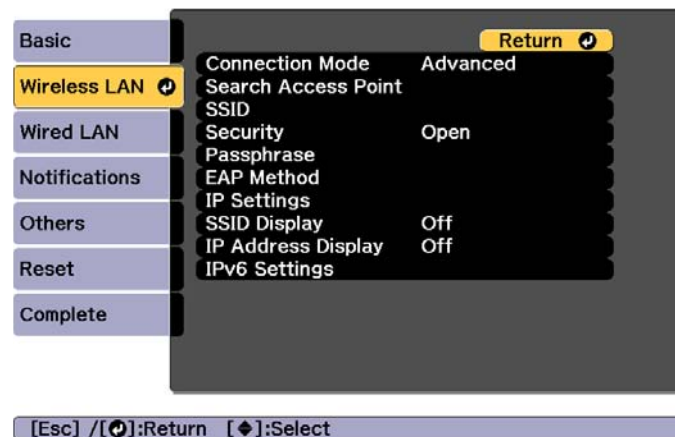 Basic
Wireless LAN
Wired LAN
Notifications
Others
Reset
Complete
Return
Connection Mode Advanced
Search Access Point
SSID
Security Open
Passphrase
EAP Method
IP Settings
SSID Display Off
IP Address Display Off
IPv6 Settings
[Esc] /[⏎]:Return [◆]:Select